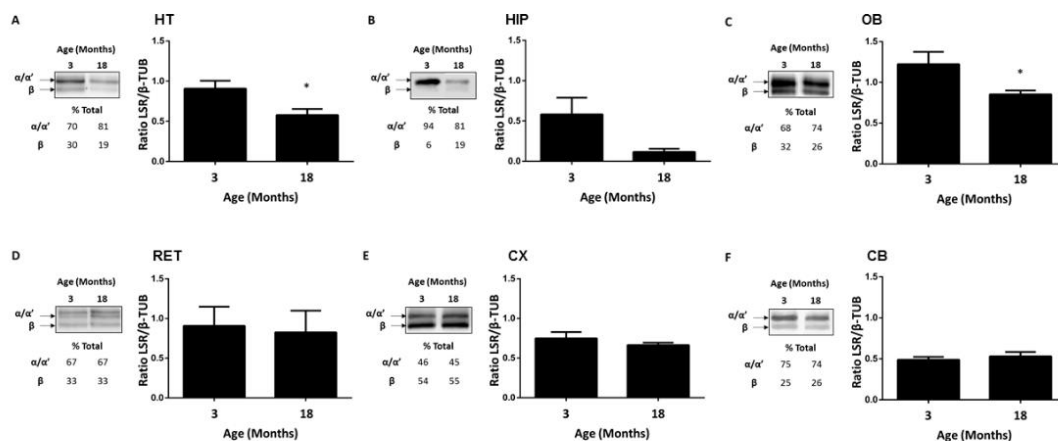 A HT
Age (Months)
3 18
α/α'
β
% Total
α/α' 70 81
β 30 19
Ratio LSR/β-TUB
1.5
1.0
0.5
0.0
*
3 18
Age (Months)
B HIP
Age (Months)
3 18
α/α'
β
% Total
α/α' 94 81
β 6 19
Ratio LSR/β-TUB
1.5
1.0
0.5
0.0
3 18
Age (Months)
C OB
Age (Months)
3 18
α/α'
β
% Total
α/α' 68 74
β 32 26
Ratio LSR/β-TUB
1.5
1.0
0.5
0.0
*
3 18
Age (Months)
D RET
Age (Months)
3 18
α/α'
β
% Total
α/α' 67 67
β 33 33
Ratio LSR/β-TUB
1.5
1.0
0.5
0.0
3 18
Age (Months)
E CX
Age (Months)
3 18
α/α'
β
% Total
α/α' 46 45
β 54 55
Ratio LSR/β-TUB
1.5
1.0
0.5
0.0
3 18
Age (Months)
F CB
Age (Months)
3 18
α/α'
β
% Total
α/α' 75 74
β 25 26
Ratio LSR/β-TUB
1.5
1.0
0.5
0.0
3 18
Age (Months)